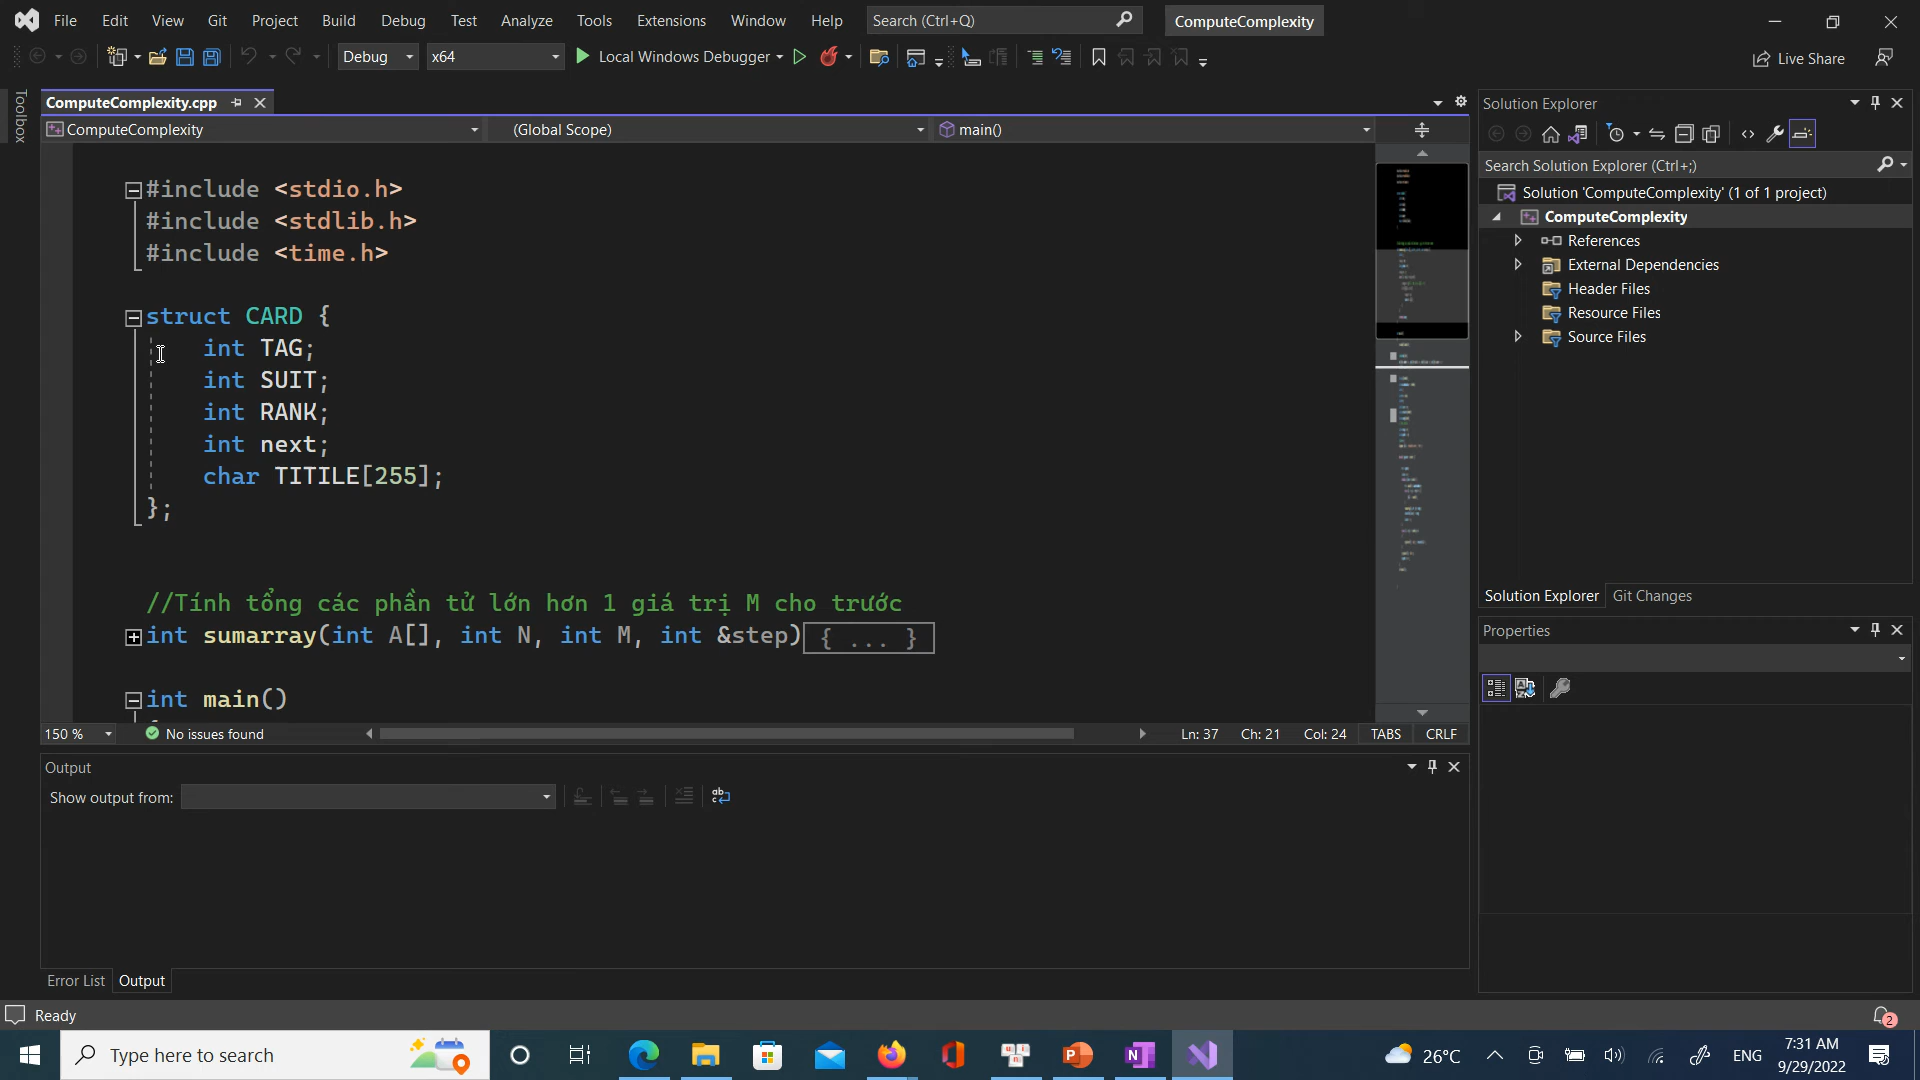 File Edit View Git Project Build Debug Test Analyze Tools Extensions Window Help Search (Ctrl+Q) ComputeComplexity
Debug x64 Local Windows Debugger Live Share
Toolbox
ComputeComplexity.cpp
ComputeComplexity (Global Scope) main()
#include <stdio.h>
#include <stdlib.h>
#include <time.h>
struct CARD {
int TAG;
int SUIT;
int RANK;
int next;
char TITILE[255];
};
//Tính tổng các phần tử lớn hơn 1 giá trị M cho trước
int sumarray(int A[], int N, int M, int &step){ ... }
int main()
150 % No issues found Ln: 37 Ch: 21 Col: 24 TABS CRLF
Output
Show output from:
Error List Output
Solution Explorer
Search Solution Explorer (Ctrl+;)
Solution 'ComputeComplexity' (1 of 1 project)
ComputeComplexity
References
External Dependencies
Header Files
Resource Files
Source Files
Solution Explorer Git Changes
Properties
Ready 2
Type here to search 26°C ENG 7:31 AM
9/29/2022